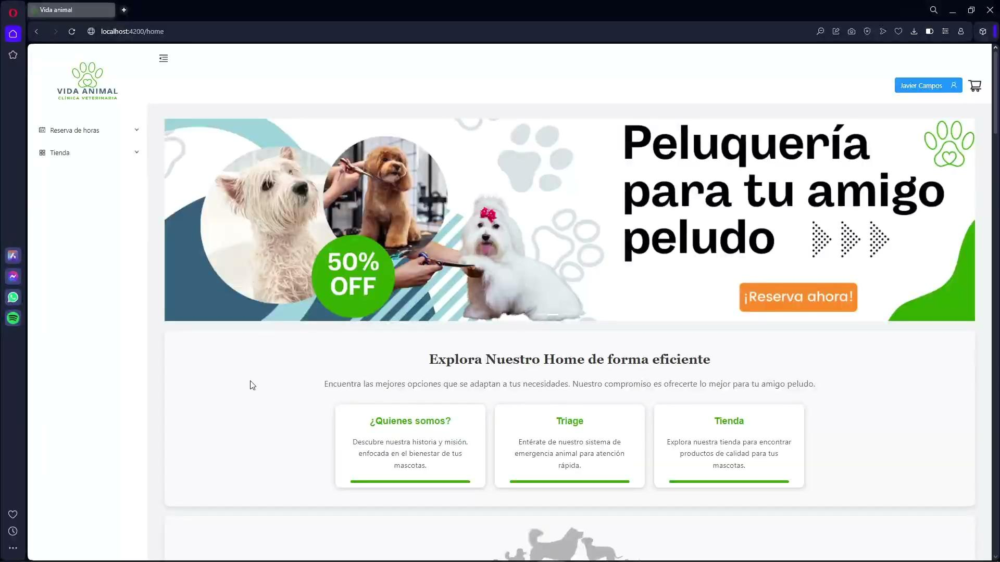 Vida animal
localhost:4200/home
VIDA ANIMAL
CLÍNICA VETERINARIA
Javier Campos
Reserva de horas
Tienda
Peluquería
para tu amigo
peludo
50%
OFF
¡Reserva ahora!
Explora Nuestro Home de forma eficiente
Encuentra las mejores opciones que se adaptan a tus necesidades. Nuestro compromiso es ofrecerte lo mejor para tu amigo peludo.
¿Quienes somos?
Descubre nuestra historia y misión,
enfocada en el bienestar de tus
mascotas.
Triage
Entérate de nuestro sistema de
emergencia animal para atención
rápida.
Tienda
Explora nuestra tienda para encontrar
productos de calidad para tus
mascotas.